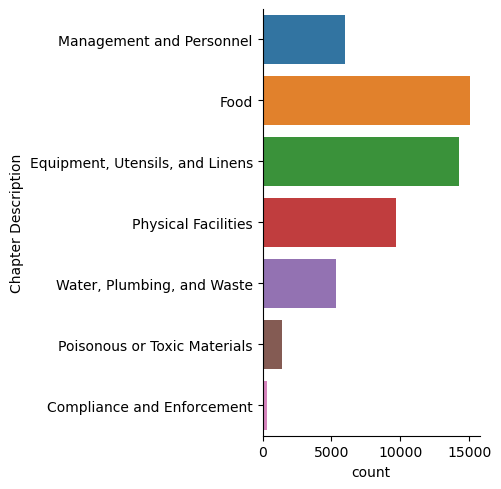 Chapter Description
Management and Personnel
Food
Equipment, Utensils, and Linens
Physical Facilities
Water, Plumbing, and Waste
Poisonous or Toxic Materials
Compliance and Enforcement
0 5000 10000 15000
count